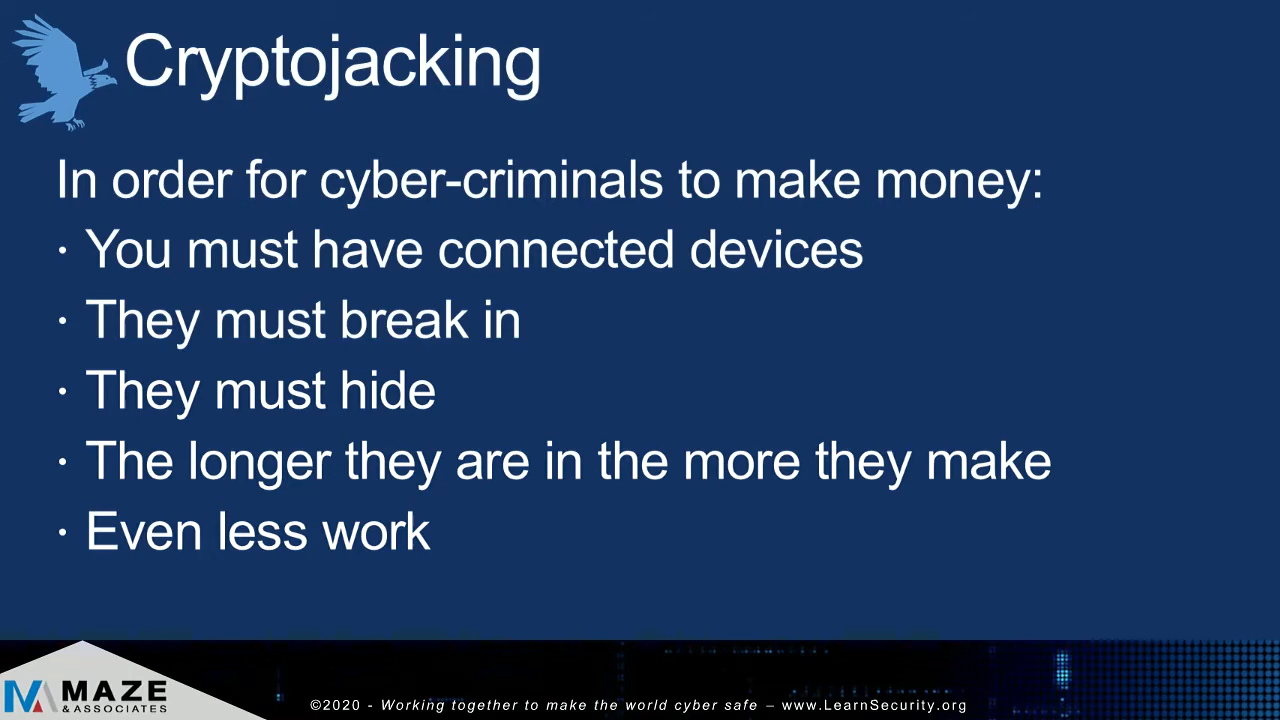 Cryptojacking
In order for cyber-criminals to make money:
· You must have connected devices
· They must break in
· They must hide
· The longer they are in the more they make
· Even less work
MAZE
& ASSOCIATES
©2020 - Working together to make the world cyber safe – www.LearnSecurity.org